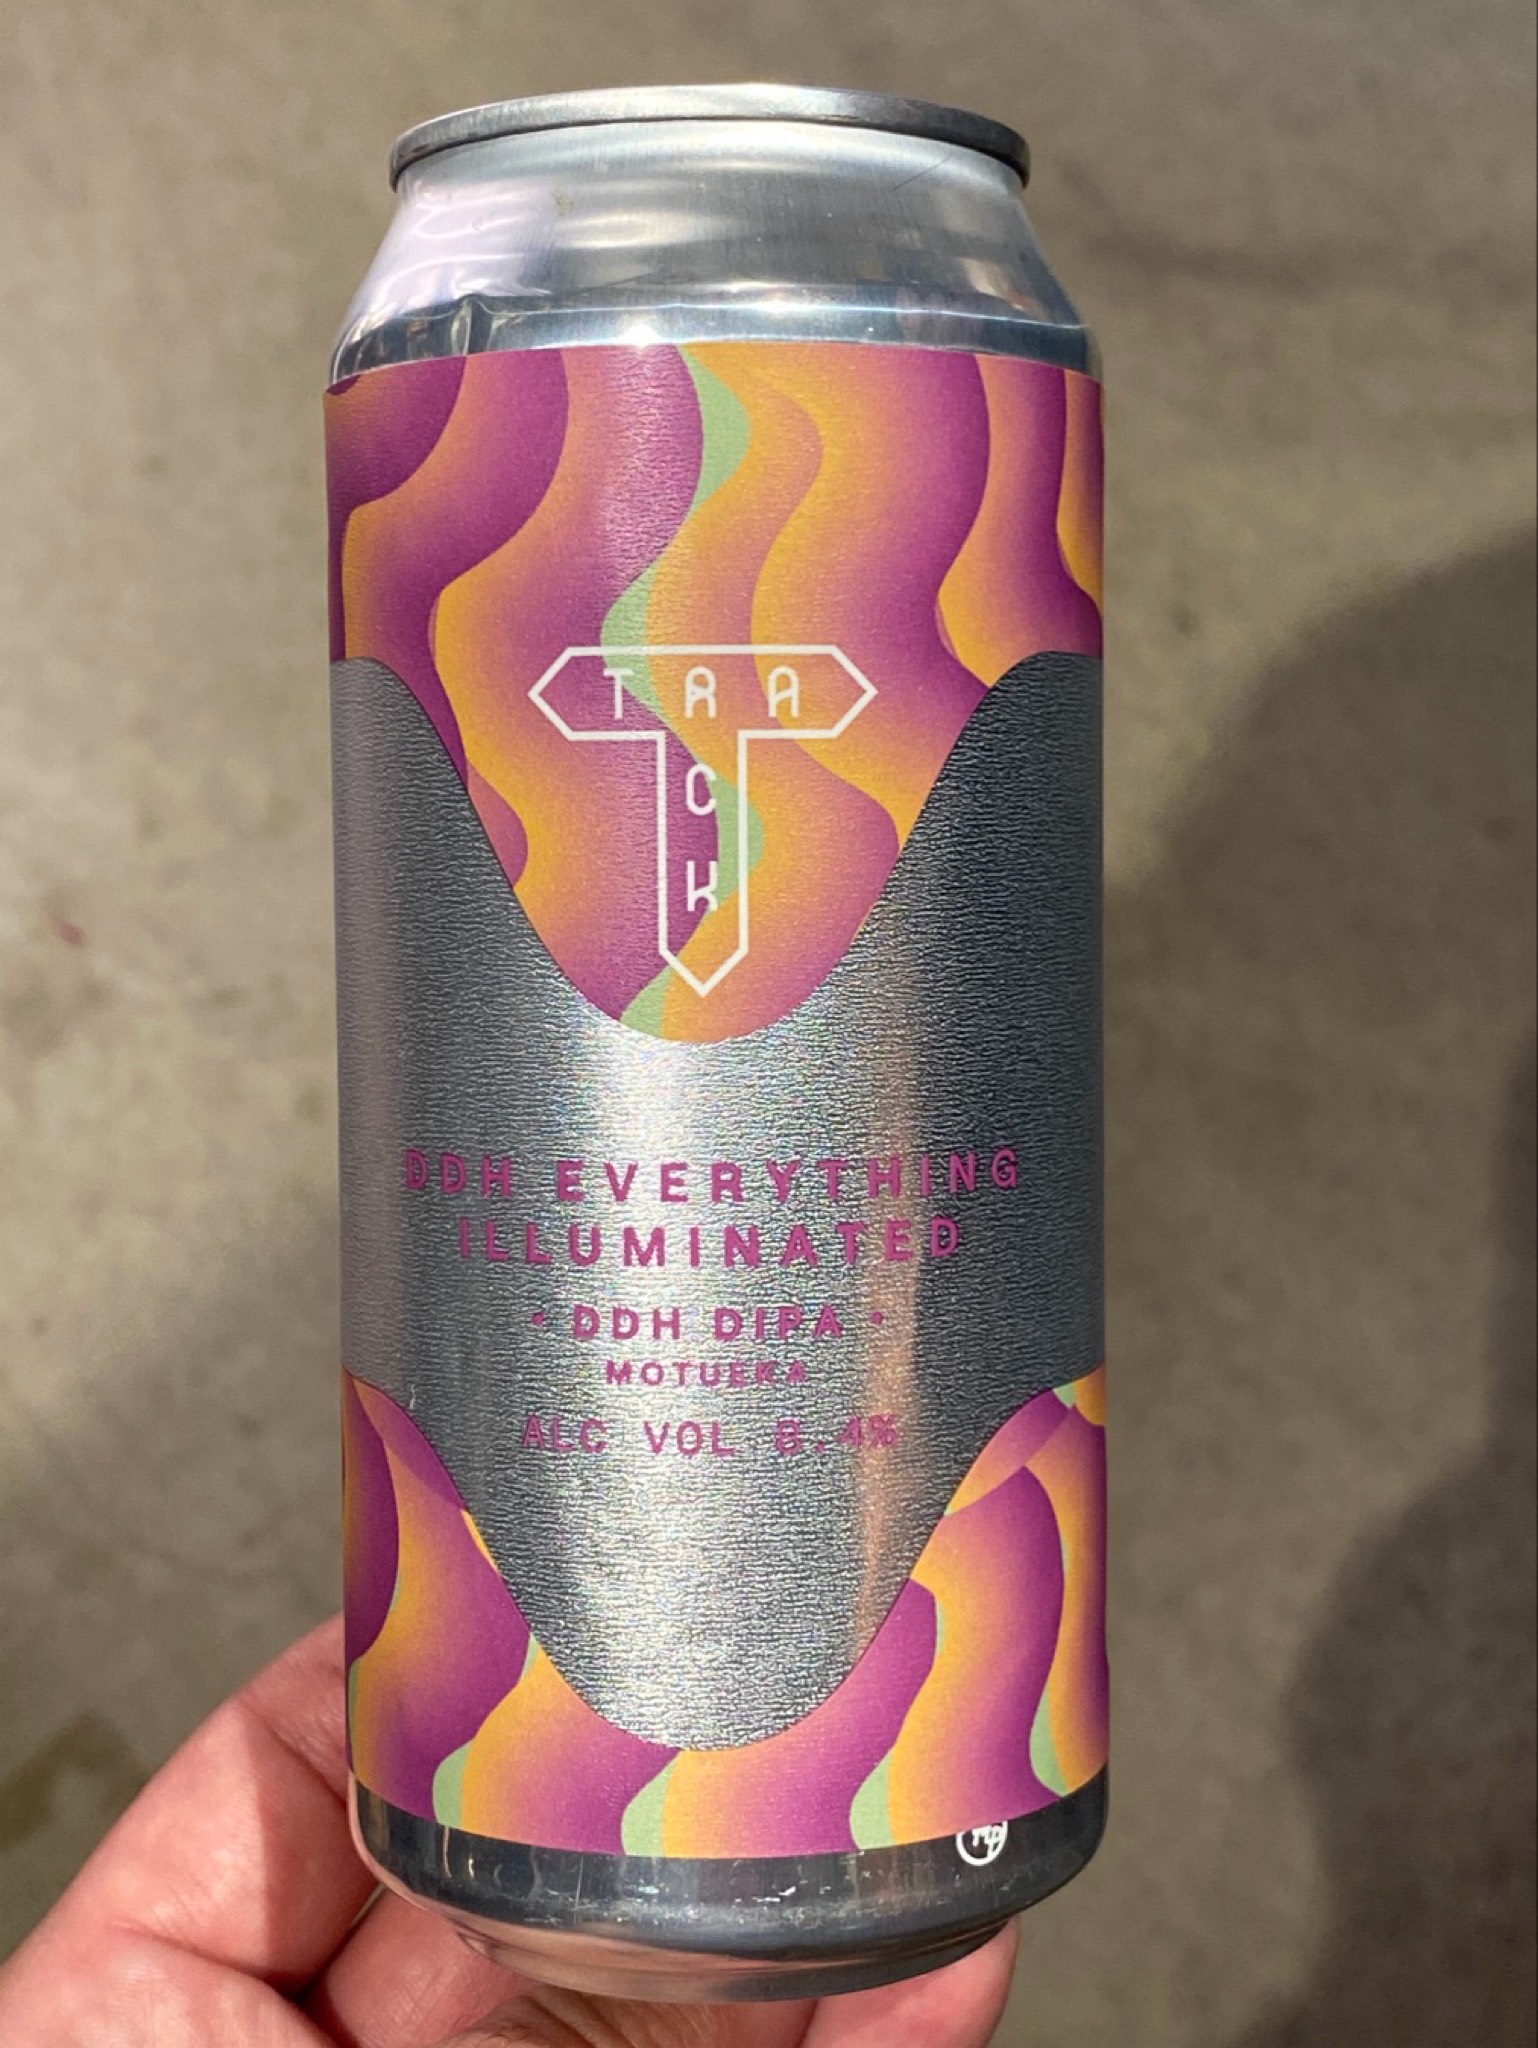 TRA
C
K
DDH EVERYTHING
ILLUMINATED
• DDH DIPA •
MOTUEKA
ALC VOL 8.4%